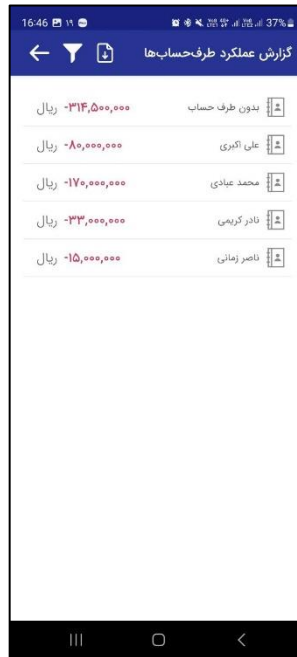 16:46 ۱۹ 37%
گزارش عملکرد طرف‌حساب‌ها
بدون طرف حساب -۳۱۴,۵۰۰,۰۰۰ ریال
علی اکبری -۸۰,۰۰۰,۰۰۰ ریال
محمد عبادی -۱۷۰,۰۰۰,۰۰۰ ریال
نادر کریمی -۳۳,۰۰۰,۰۰۰ ریال
ناصر زمانی -۱۵,۰۰۰,۰۰۰ ریال